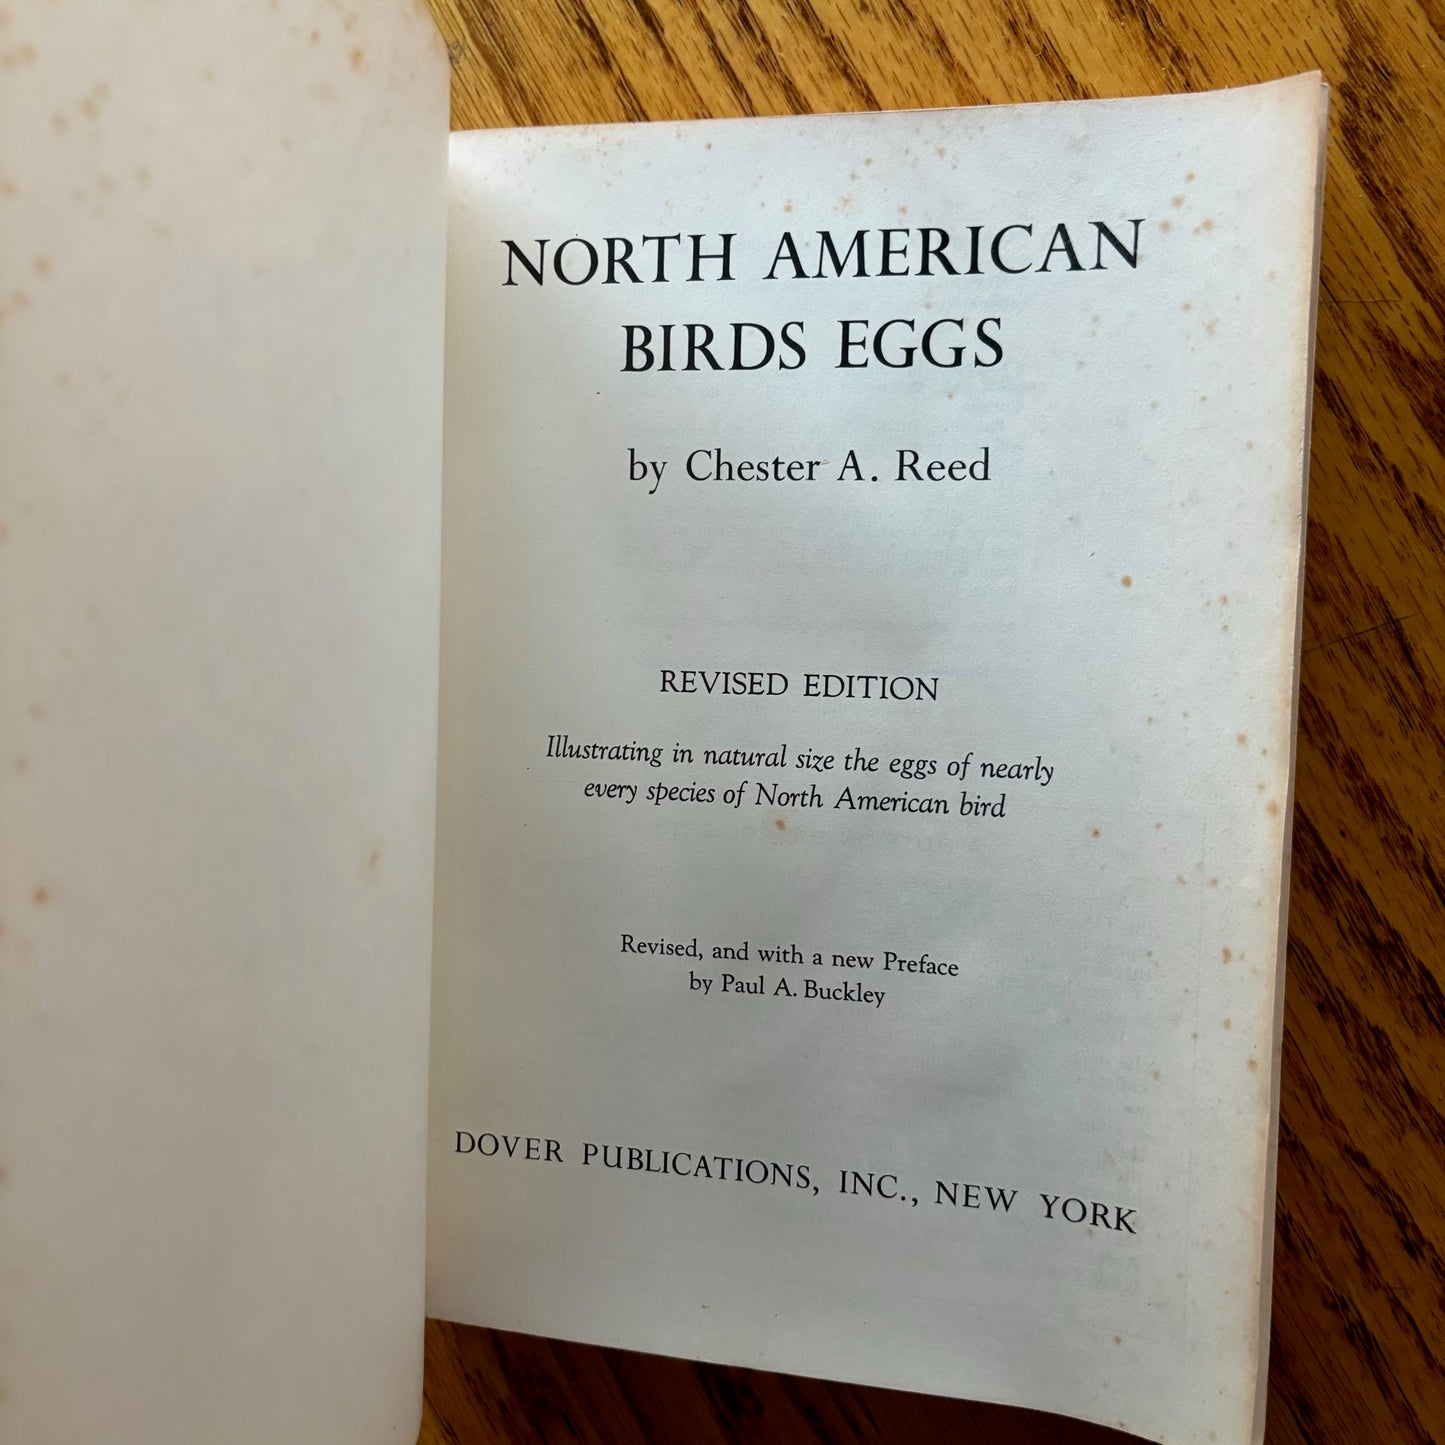 NORTH AMERICAN
BIRDS EGGS
by Chester A. Reed
REVISED EDITION
Illustrating in natural size the eggs of nearly
every species of North American bird
Revised, and with a new Preface
by Paul A. Buckley
DOVER PUBLICATIONS, INC., NEW YORK